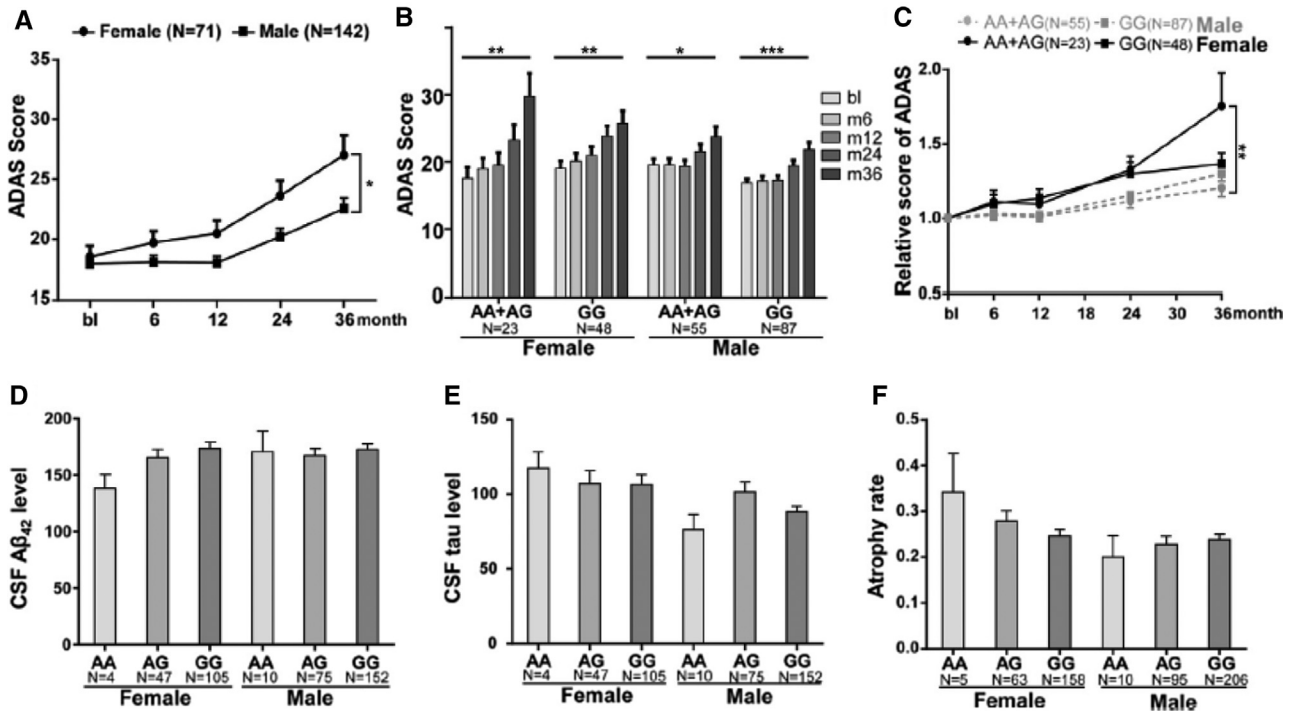 A
Female (N=71) Male (N=142)
ADAS Score
35
30
25
20
15
*
bl 6 12 24 36 month
B
ADAS Score
40
30
20
10
0
** ** * ***
bl
m6
m12
m24
m36
AA+AG GG AA+AG GG
N=23 N=48 N=55 N=87
Female Male
C
AA+AG(N=55) GG(N=87) Male
AA+AG(N=23) GG(N=48) Female
Relative score of ADAS
2.0
1.5
1.0
0.5
**
bl 6 12 18 24 30 36 month
D
CSF Aβ42 level
200
150
100
50
0
AA AG GG AA AG GG
N=4 N=47 N=105 N=10 N=75 N=152
Female Male
E
CSF tau level
150
100
50
0
AA AG GG AA AG GG
N=4 N=47 N=105 N=10 N=75 N=152
Female Male
F
Atrophy rate
0.5
0.4
0.3
0.2
0.1
0.0
AA AG GG AA AG GG
N=5 N=63 N=158 N=10 N=95 N=206
Female Male